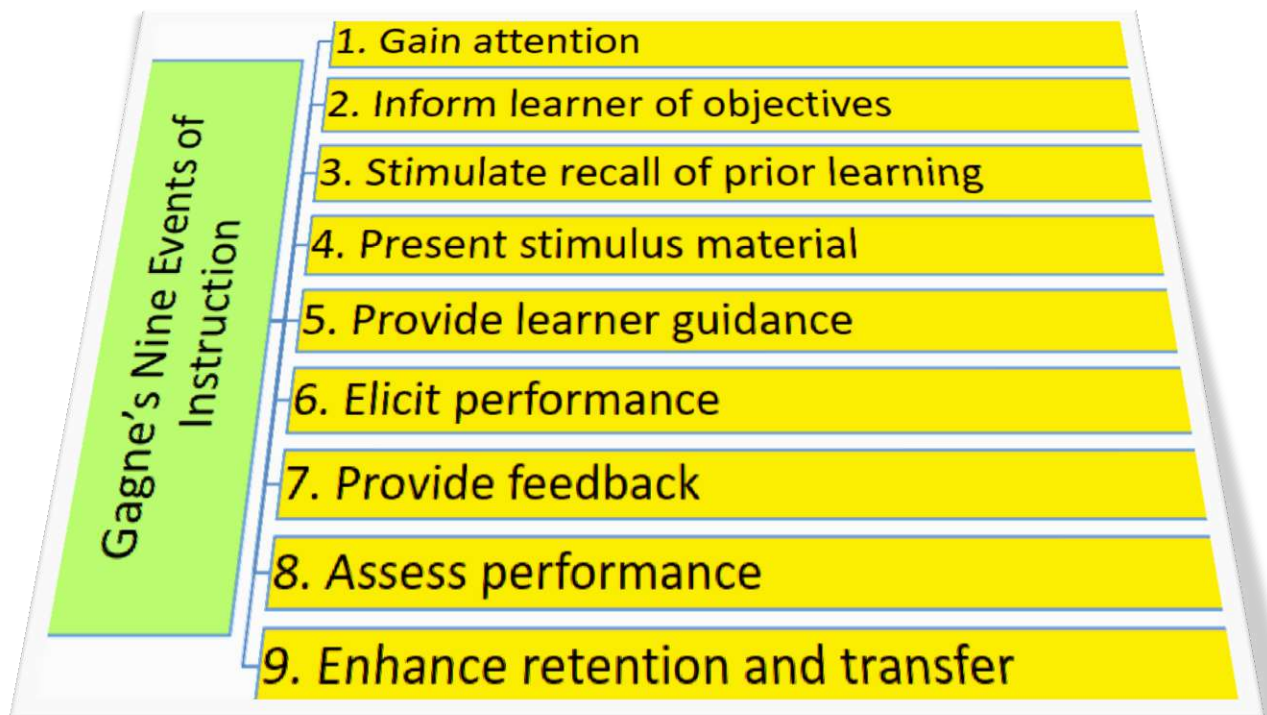 Gagne's Nine Events of
Instruction
1. Gain attention
2. Inform learner of objectives
3. Stimulate recall of prior learning
4. Present stimulus material
5. Provide learner guidance
6. Elicit performance
7. Provide feedback
8. Assess performance
9. Enhance retention and transfer